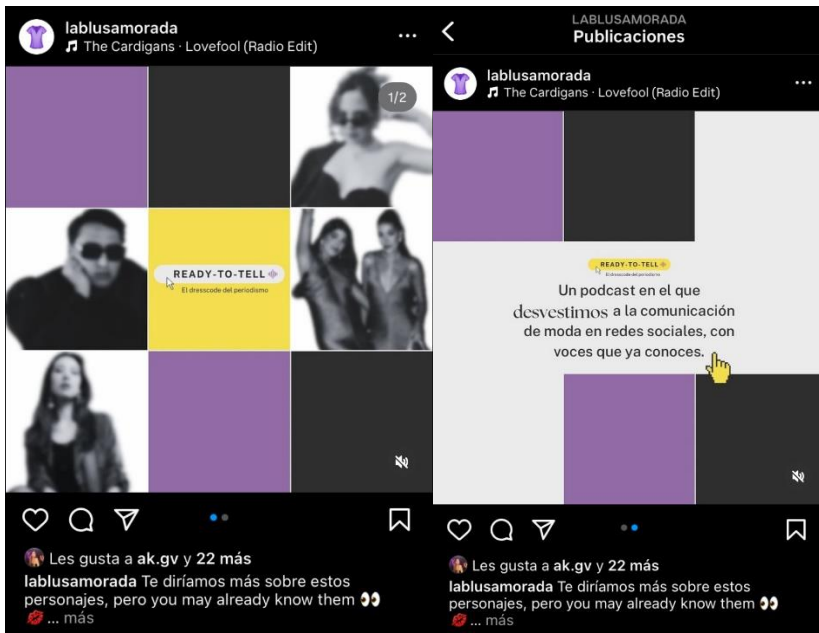 lablusamorada
The Cardigans · Lovefool (Radio Edit)
1/2
READY-TO-TELL
El dresscode del periodismo
Les gusta a ak.gv y 22 más
lablusamorada Te diríamos más sobre estos
personajes, pero you may already know them 👀
💋 ... más
LABLUSAMORADA
Publicaciones
lablusamorada
The Cardigans · Lovefool (Radio Edit)
READY-TO-TELL
El dresscode del periodismo
Un podcast en el que
desvestimos a la comunicación
de moda en redes sociales, con
voces que ya conoces.
Les gusta a ak.gv y 22 más
lablusamorada Te diríamos más sobre estos
personajes, pero you may already know them 👀
💋 ... más